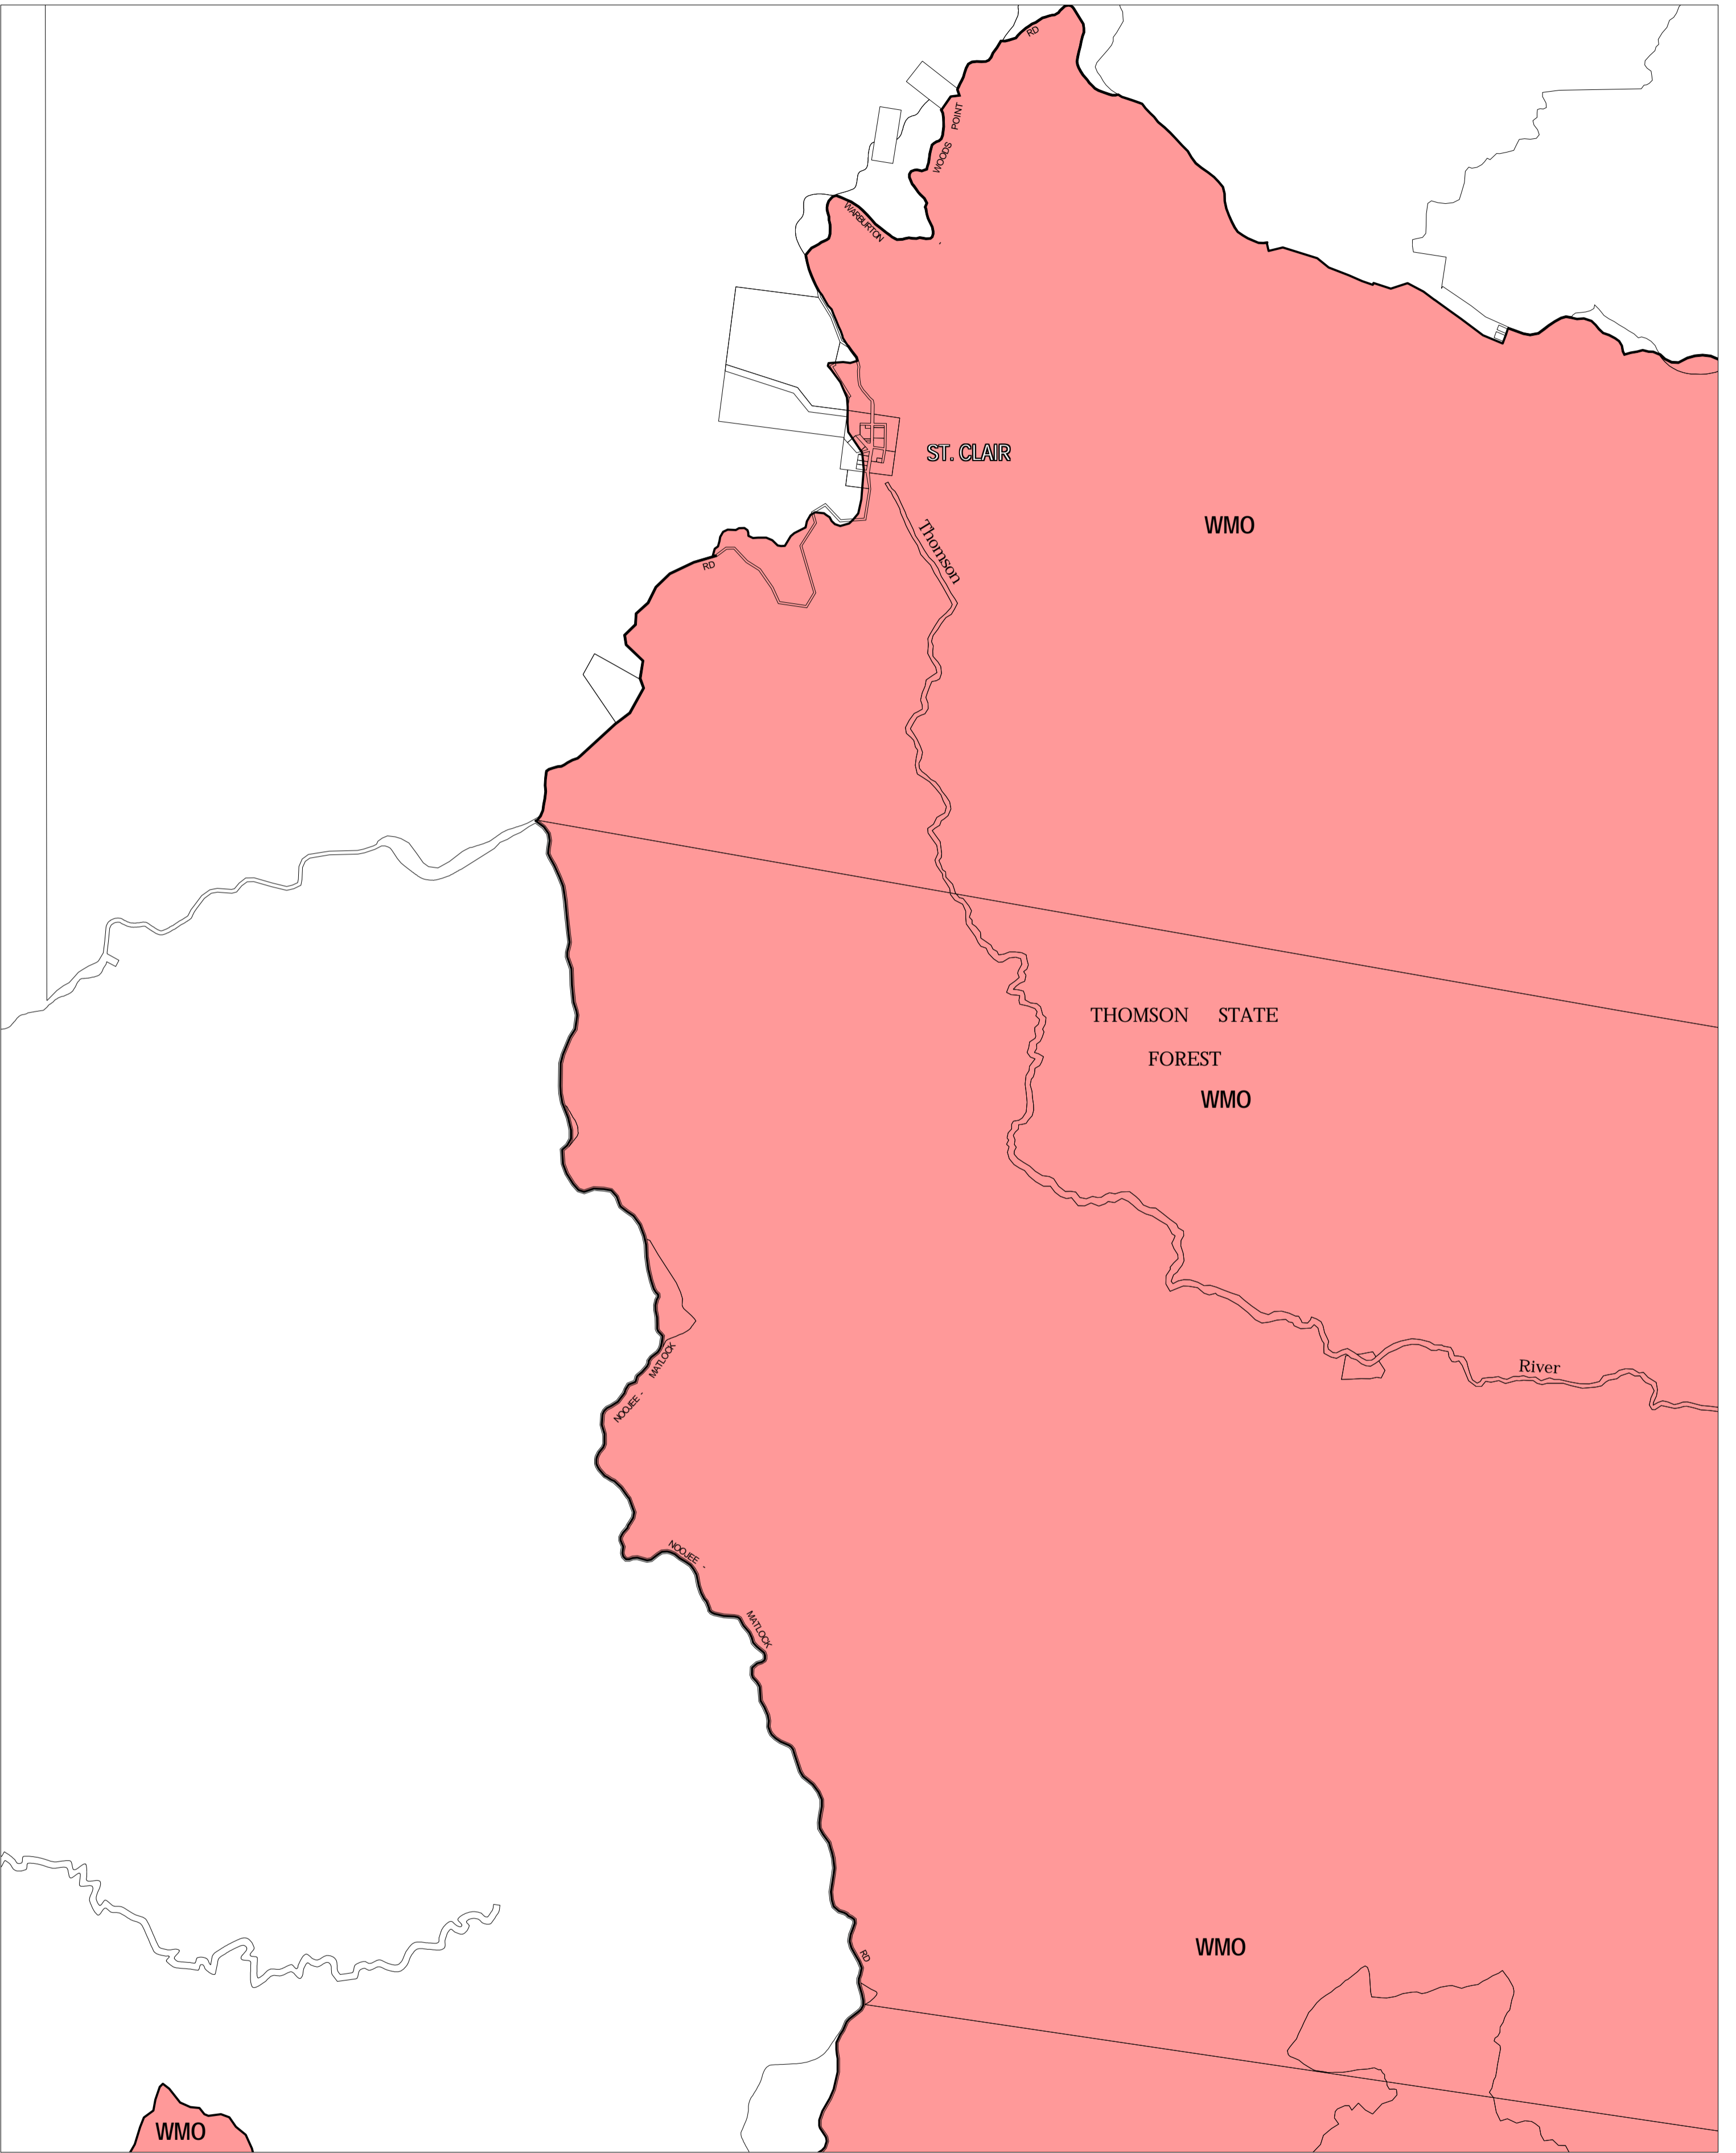 RD
POINT
WOODS
WARBURTON
-
ST. CLAIR
WMO
Thomson
RD
THOMSON STATE
FOREST
WMO
MATLOCK
NOOJEE -
River
NOOJEE -
MATLOCK
RD
WMO
WMO